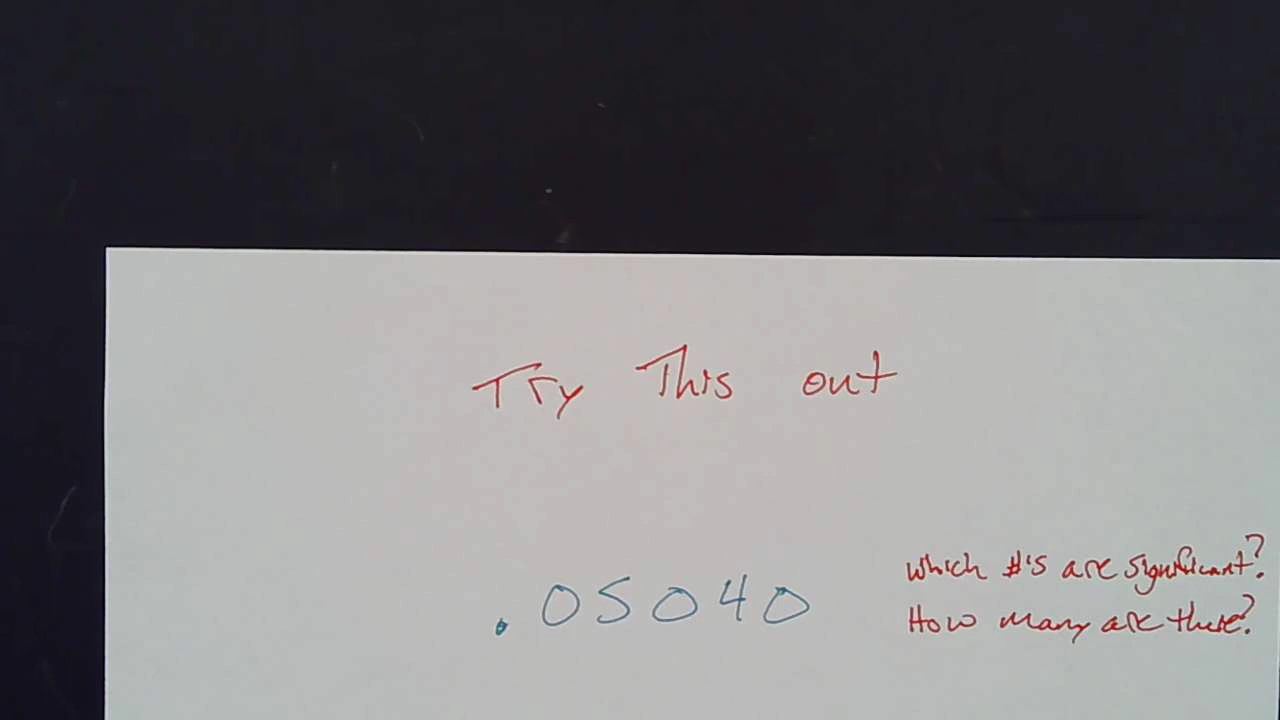 Try This out
which #'s are significant?
.05040
How many are there?